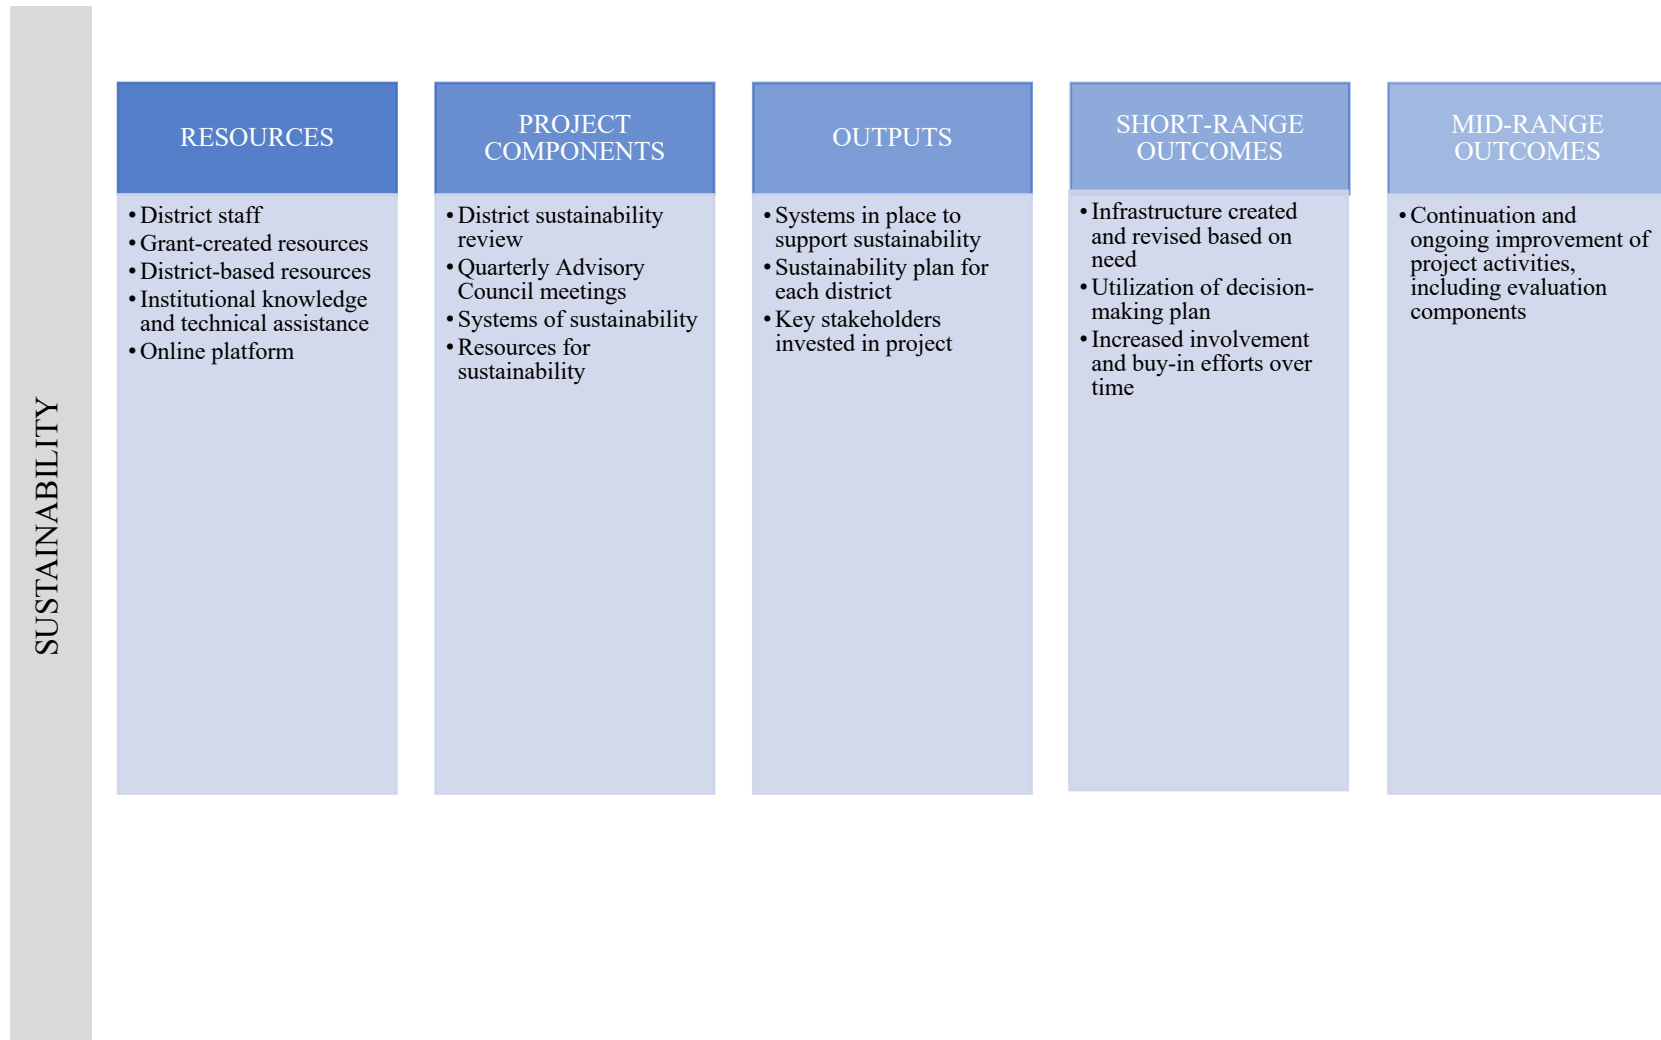 SUSTAINABILITY
RESOURCES
• District staff
• Grant-created resources
• District-based resources
• Institutional knowledge
and technical assistance
• Online platform
PROJECT
COMPONENTS
• District sustainability
review
• Quarterly Advisory
Council meetings
• Systems of sustainability
• Resources for
sustainability
OUTPUTS
• Systems in place to
support sustainability
• Sustainability plan for
each district
• Key stakeholders
invested in project
SHORT-RANGE
OUTCOMES
• Infrastructure created
and revised based on
need
• Utilization of decision-
making plan
• Increased involvement
and buy-in efforts over
time
MID-RANGE
OUTCOMES
• Continuation and
ongoing improvement of
project activities,
including evaluation
components